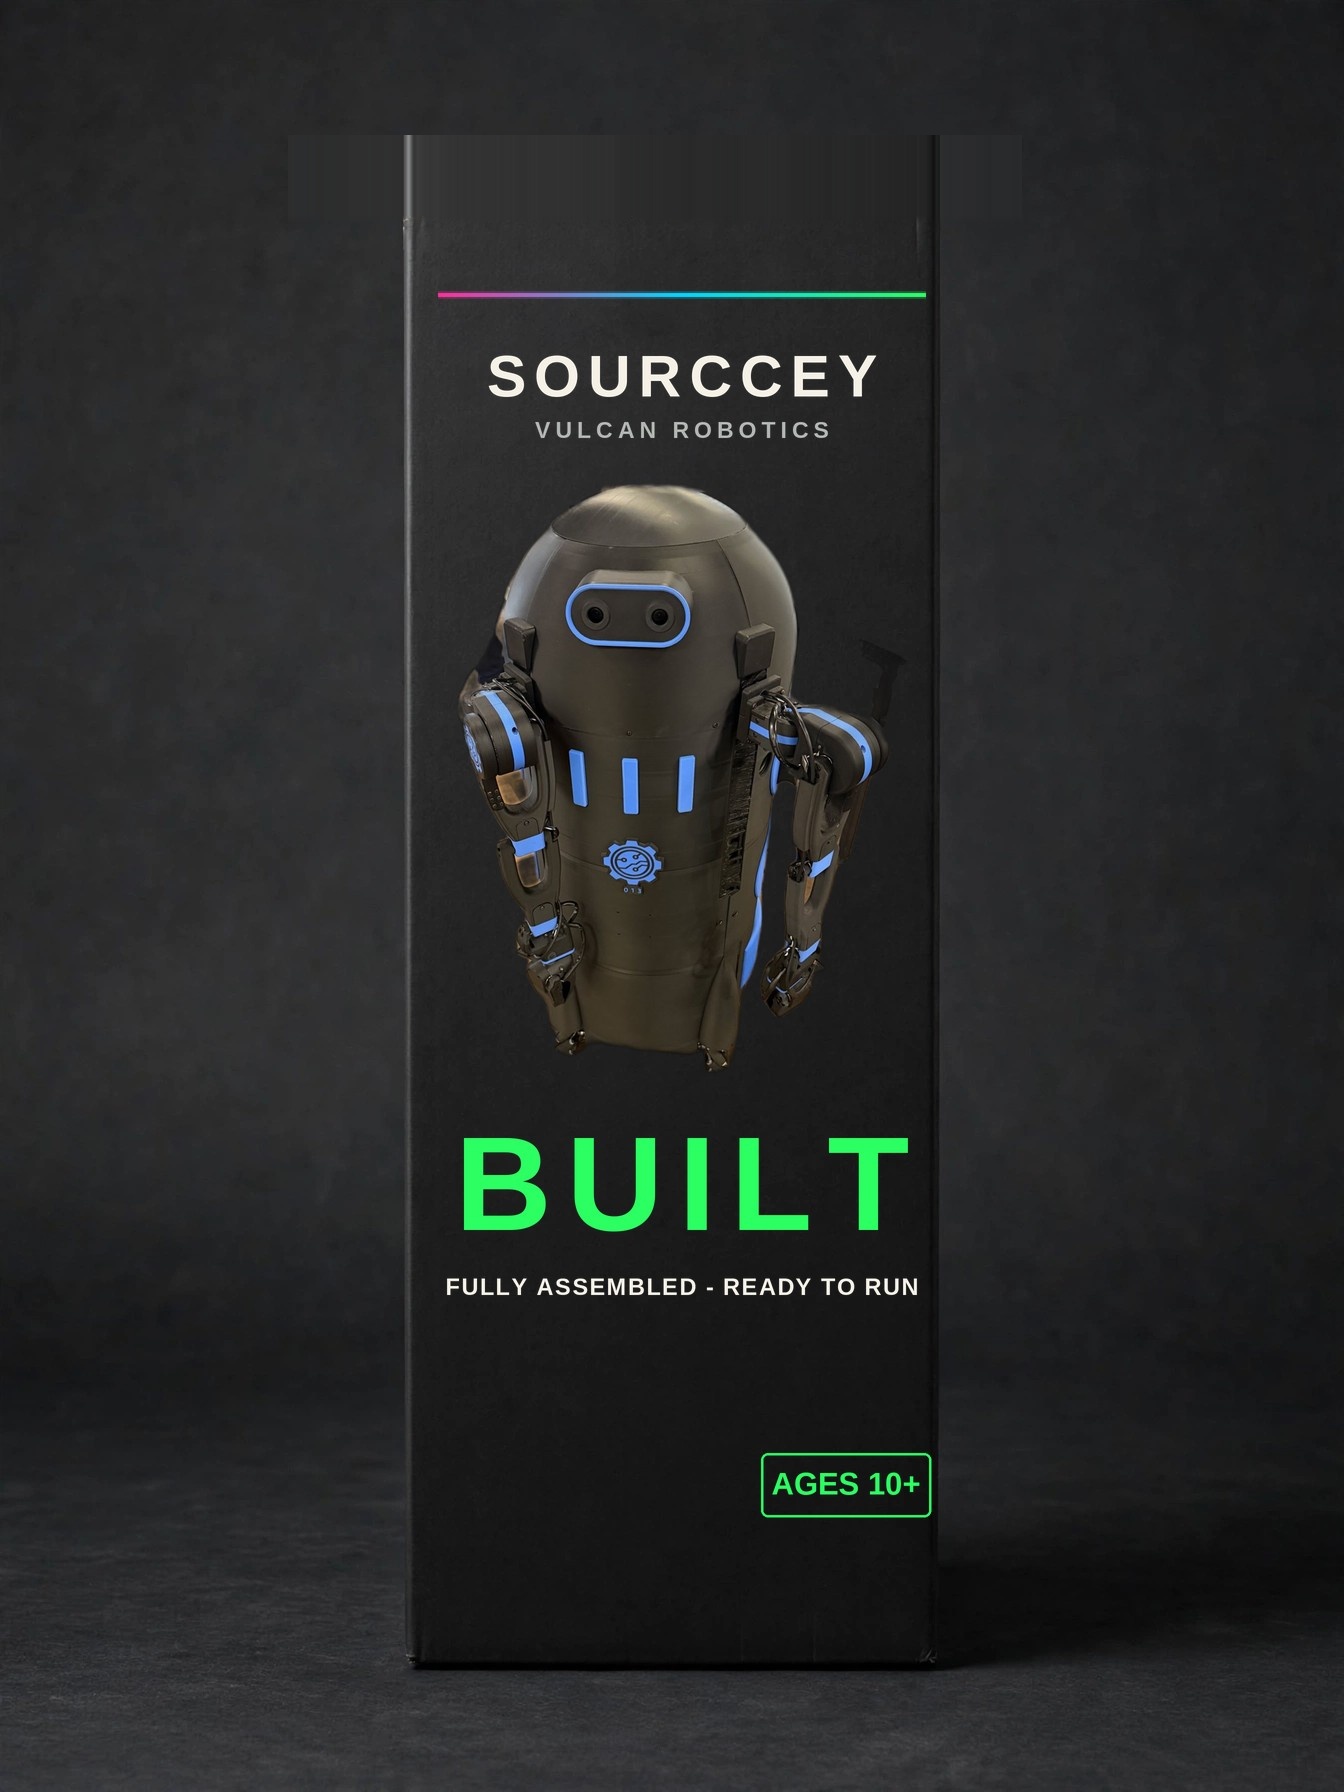 SOURCCEY
VULCAN ROBOTICS
BUILT
FULLY ASSEMBLED - READY TO RUN
AGES 10+